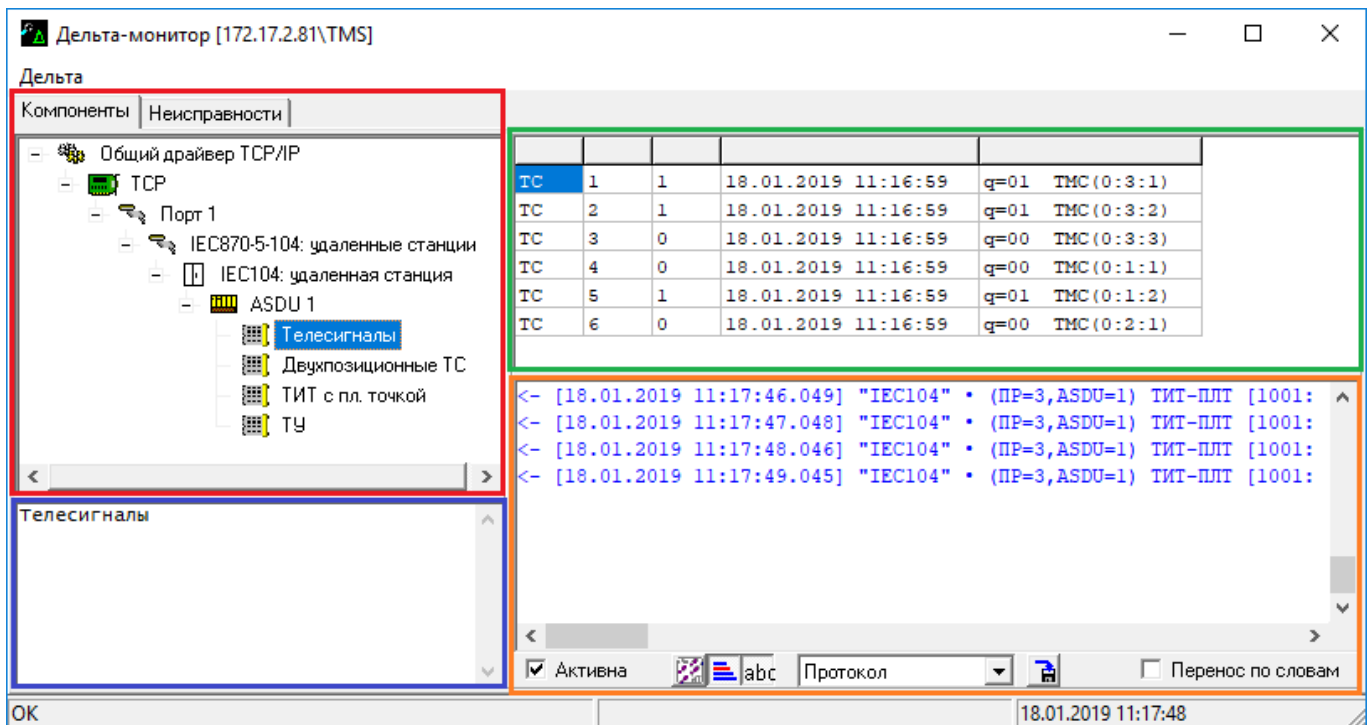 Дельта-монитор [172.17.2.81\TMS]
Дельта
Компоненты Неисправности
Общий драйвер TCP/IP
TCP
Порт 1
IEC870-5-104: удаленные станции
IEC104: удаленная станция
ASDU 1
Телесигналы
Двухпозиционные ТС
ТИТ с пл. точкой
ТУ
Телесигналы
ТС 1 1 18.01.2019 11:16:59 q=01 ТМС(0:3:1)
ТС 2 1 18.01.2019 11:16:59 q=01 ТМС(0:3:2)
ТС 3 0 18.01.2019 11:16:59 q=00 ТМС(0:3:3)
ТС 4 0 18.01.2019 11:16:59 q=00 ТМС(0:1:1)
ТС 5 1 18.01.2019 11:16:59 q=01 ТМС(0:1:2)
ТС 6 0 18.01.2019 11:16:59 q=00 ТМС(0:2:1)
<- [18.01.2019 11:17:46.049] "IEC104" • (ПР=3,ASDU=1) ТИТ-ПЛТ [1001:
<- [18.01.2019 11:17:47.048] "IEC104" • (ПР=3,ASDU=1) ТИТ-ПЛТ [1001:
<- [18.01.2019 11:17:48.046] "IEC104" • (ПР=3,ASDU=1) ТИТ-ПЛТ [1001:
<- [18.01.2019 11:17:49.045] "IEC104" • (ПР=3,ASDU=1) ТИТ-ПЛТ [1001:
Активна abc Протокол Перенос по словам
OK 18.01.2019 11:17:48